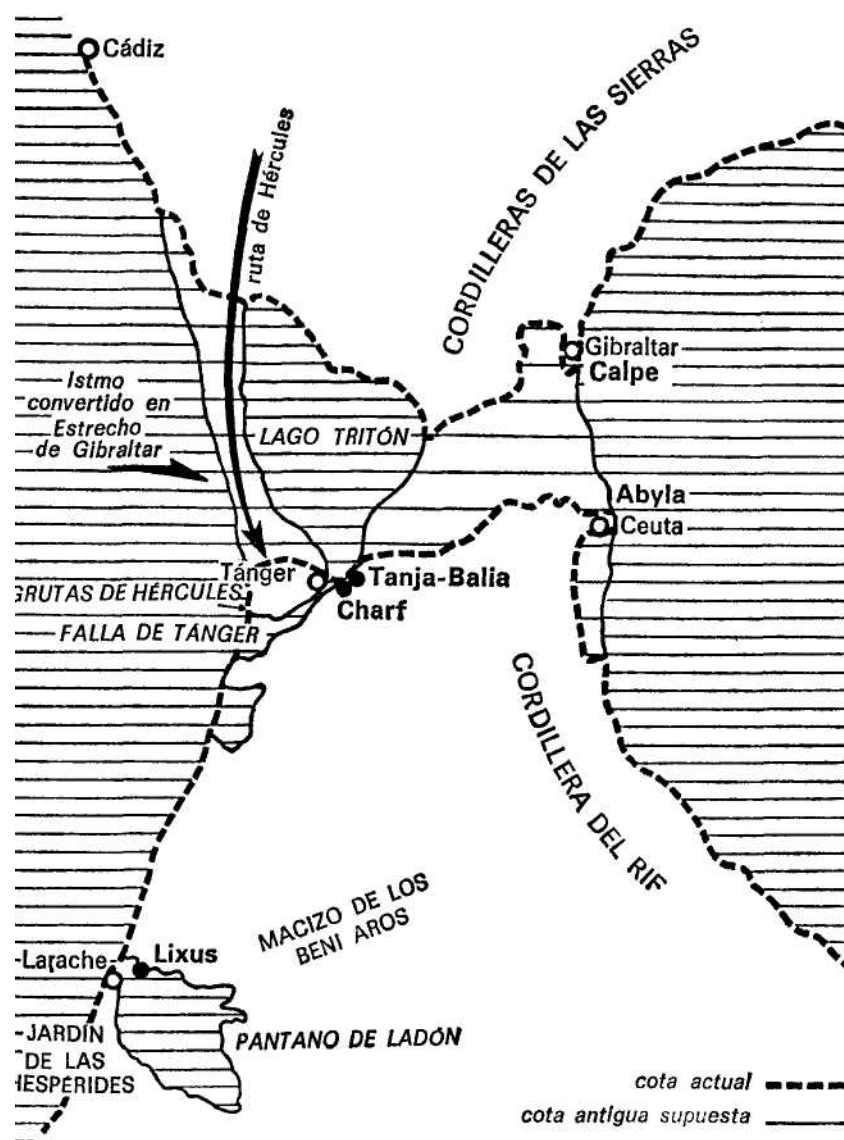 Cádiz
ruta de Hércules
CORDILLERAS DE LAS SIERRAS
Gibraltar
Calpe
Istmo
convertido en
Estrecho
de Gibraltar
LAGO TRITÓN
Abyla
Ceuta
Tánger
Tanja-Balia
GRUTAS DE HÉRCULES
Charf
FALLA DE TÁNGER
CORDILLERA DEL RIF
MACIZO DE LOS
BENI AROS
Larache
Lixus
JARDÍN
DE LAS
HESPÉRIDES
PANTANO DE LADÓN
cota actual
cota antigua supuesta